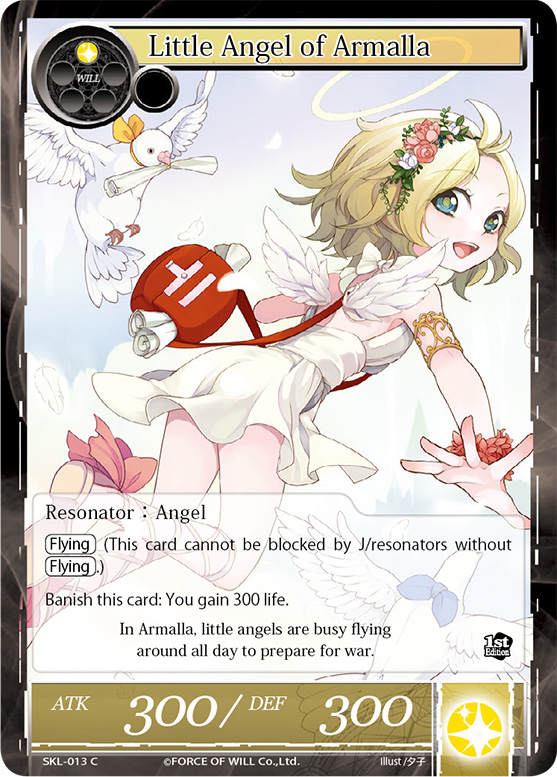 Little Angel of Armalla
WILL
Resonator : Angel
Flying (This card cannot be blocked by J/resonators without
Flying.)
Banish this card: You gain 300 life.
In Armalla, little angels are busy flying
around all day to prepare for war.
1st
Edition
ATK 300 / DEF 300
SKL-013 C ©FORCE OF WILL Co.,Ltd. Illust/夕子